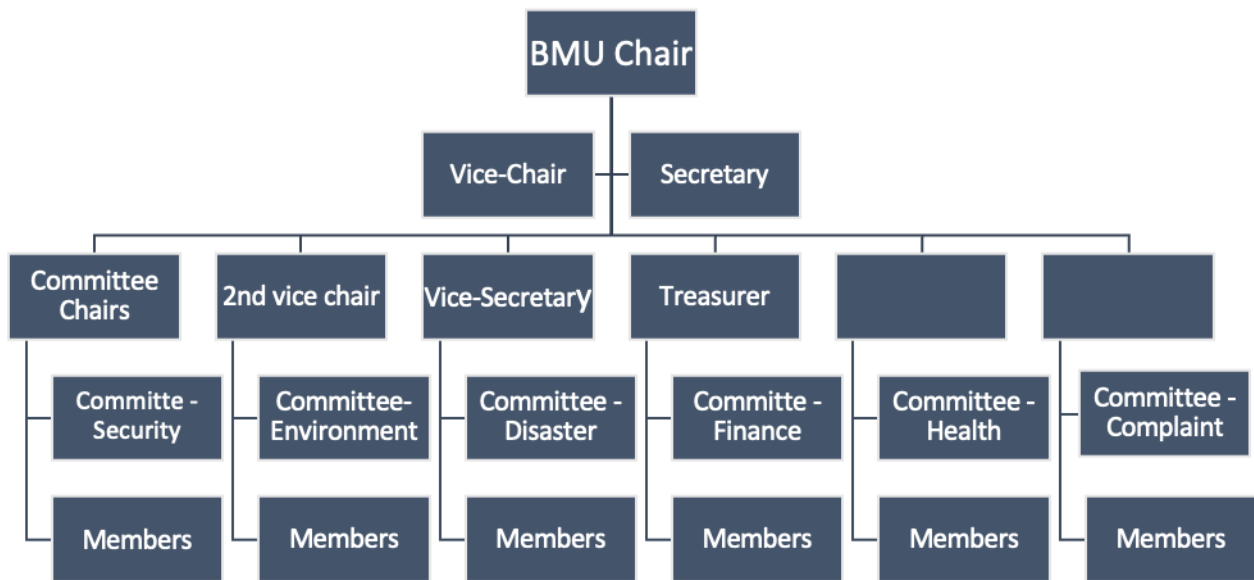 BMU Chair
Vice-Chair
Secretary
Committee
Chairs
2nd vice chair
Vice-Secretary
Treasurer
Committe -
Security
Committee-
Environment
Committee -
Disaster
Committe -
Finance
Committee -
Health
Committee -
Complaint
Members
Members
Members
Members
Members
Members